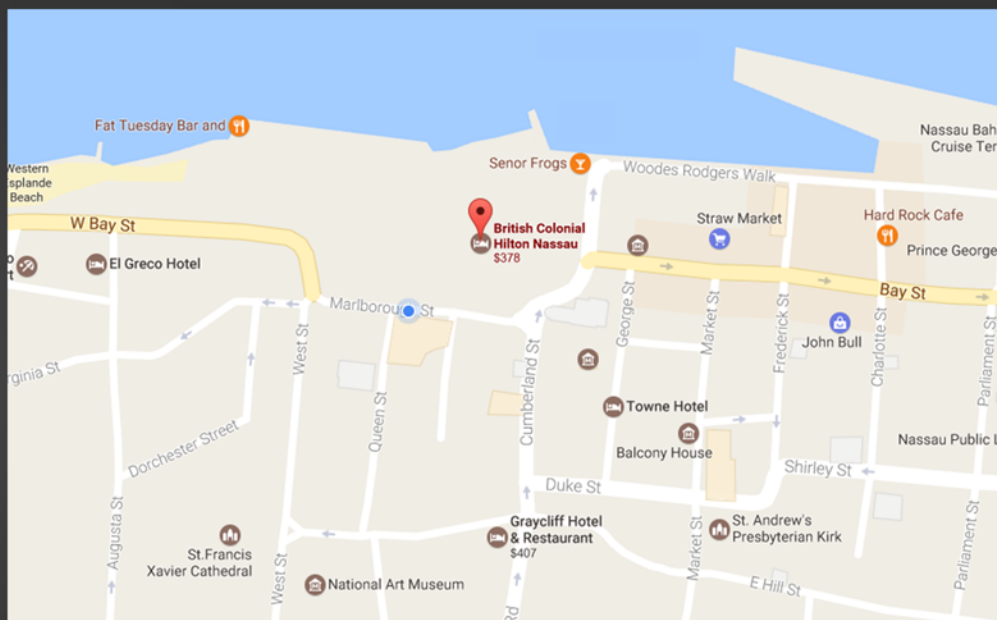 Fat Tuesday Bar and
Nassau Bah
Cruise Ter
Western
splande
Beach
Senor Frogs
Woodes Rodgers Walk
W Bay St
British Colonial
Hilton Nassau
$378
Straw Market
Hard Rock Cafe
Prince George
El Greco Hotel
Bay St
Marlborou St
George St
Market St
Frederick St
Charlotte St
Parliament St
John Bull
rginia St
West St
Queen St
Cumberland St
Towne Hotel
Balcony House
Dorchester Street
Nassau Public L
Shirley St
Duke St
Augusta St
St.Francis
Xavier Cathedral
West St
National Art Museum
Graycliff Hotel
& Restaurant
$407
St. Andrew's
Presbyterian Kirk
Market St
E Hill St
Parliament St
Rd